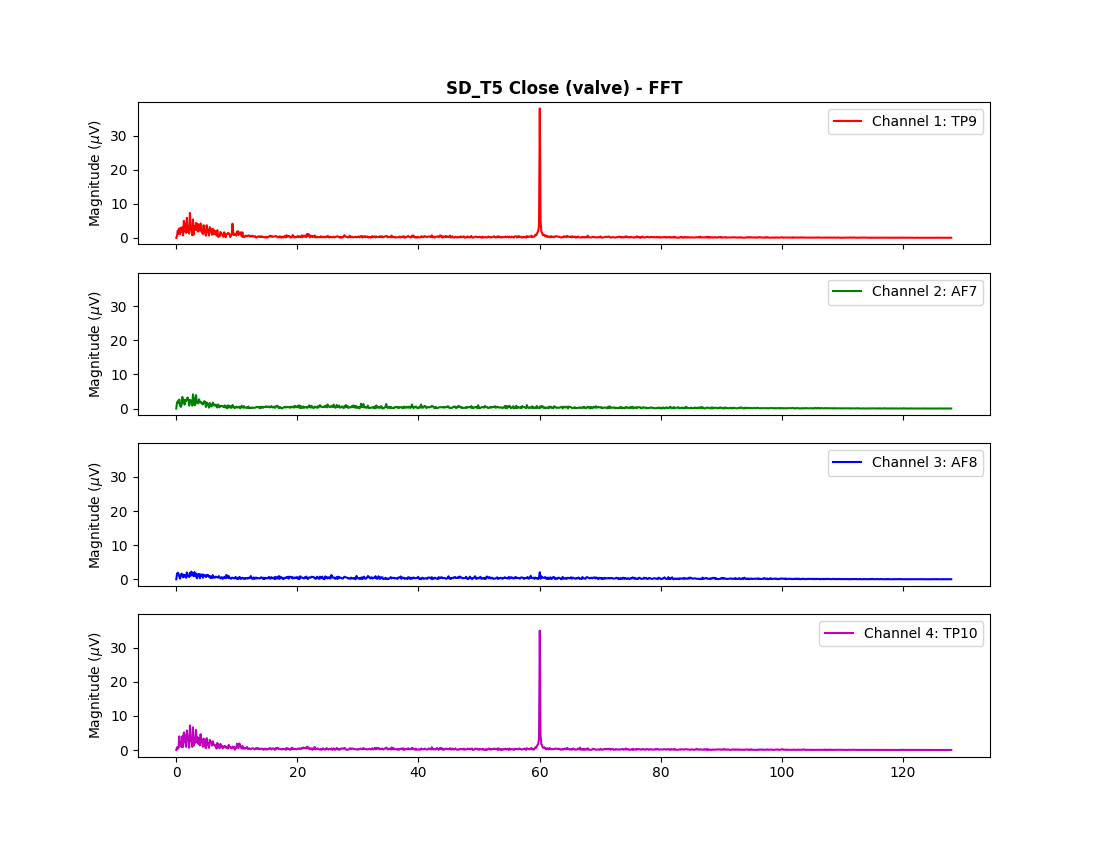 SD_T5 Close (valve) - FFT
Magnitude (μV)
30
20
10
0
Channel 1: TP9
Magnitude (μV)
30
20
10
0
Channel 2: AF7
Magnitude (μV)
30
20
10
0
Channel 3: AF8
Magnitude (μV)
30
20
10
0
Channel 4: TP10
0 20 40 60 80 100 120